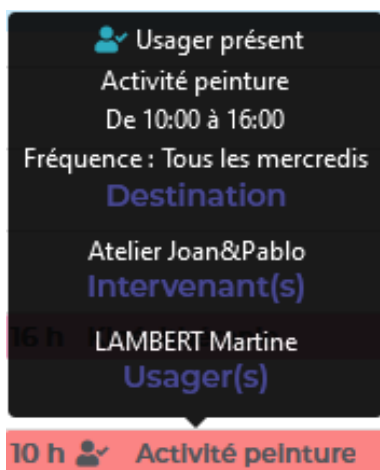 Usager présent
Activité peinture
De 10:00 à 16:00
Fréquence : Tous les mercredis
Destination
Atelier Joan&Pablo
Intervenant(s)
16 h
LAMBERT Martine
Usager(s)
10 h Activité peinture